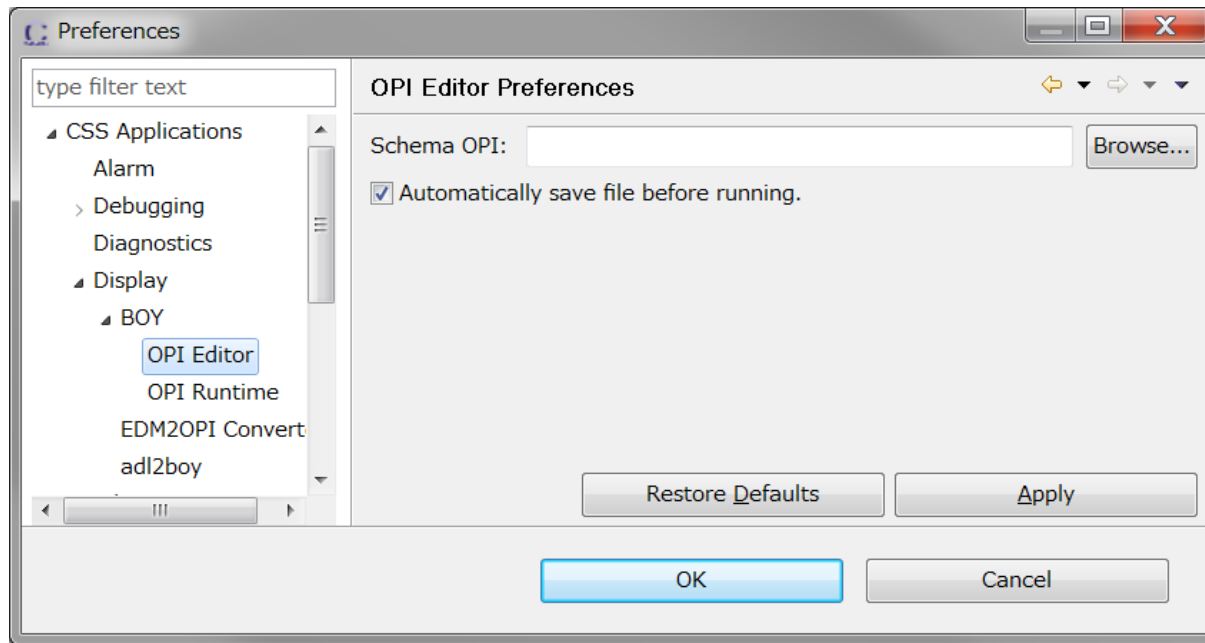 Preferences
type filter text
CSS Applications
Alarm
Debugging
Diagnostics
Display
BOY
OPI Editor
OPI Runtime
EDM2OPI Convert
adl2boy
OPI Editor Preferences
Schema OPI:
Browse...
Automatically save file before running.
Restore Defaults
Apply
OK
Cancel